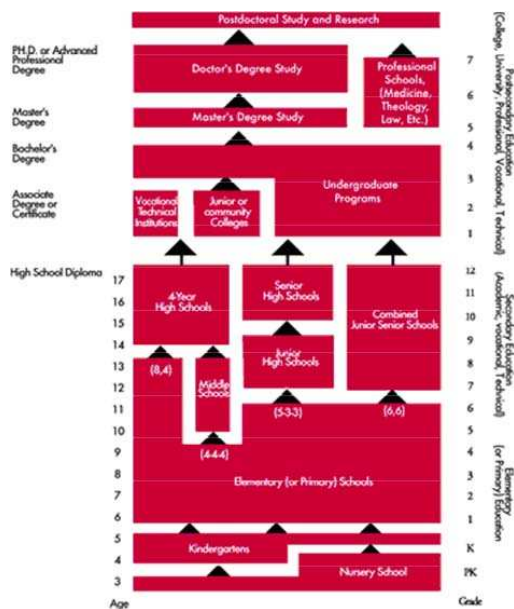 Postdoctoral Study and Research
PH.D. or Advanced
Professional
Degree
Doctor's Degree Study
Professional
Schools,
(Medicine,
Theology,
Law, Etc.)
7
6
Master's
Degree
Master's Degree Study
5
Bachelor's
Degree
4
3
Undergraduate
Programs
Associate
Degree or
Certificate
Vocational
Technical
Institutions
Junior or
community
Colleges
2
1
Postsecondary Education
(College, University, Professional, Vocational, Technical)
High School Diploma
17
16
15
14
13
12
11
10
9
8
7
6
5
4
3
Age
4-Year
High Schools
Senior
High Schools
Combined
Junior Senior Schools
Junior
High Schools
(8,4)
Middle
Schools
(5-3-3)
(6,6)
(4-4-4)
Elementary (or Primary) Schools
Kindergartens
Nursery School
12
11
10
9
8
7
6
5
4
3
2
1
K
PK
Grade
Secondary Education
(Academic, vocational, Technical)
Elementary
(or Primary) Education